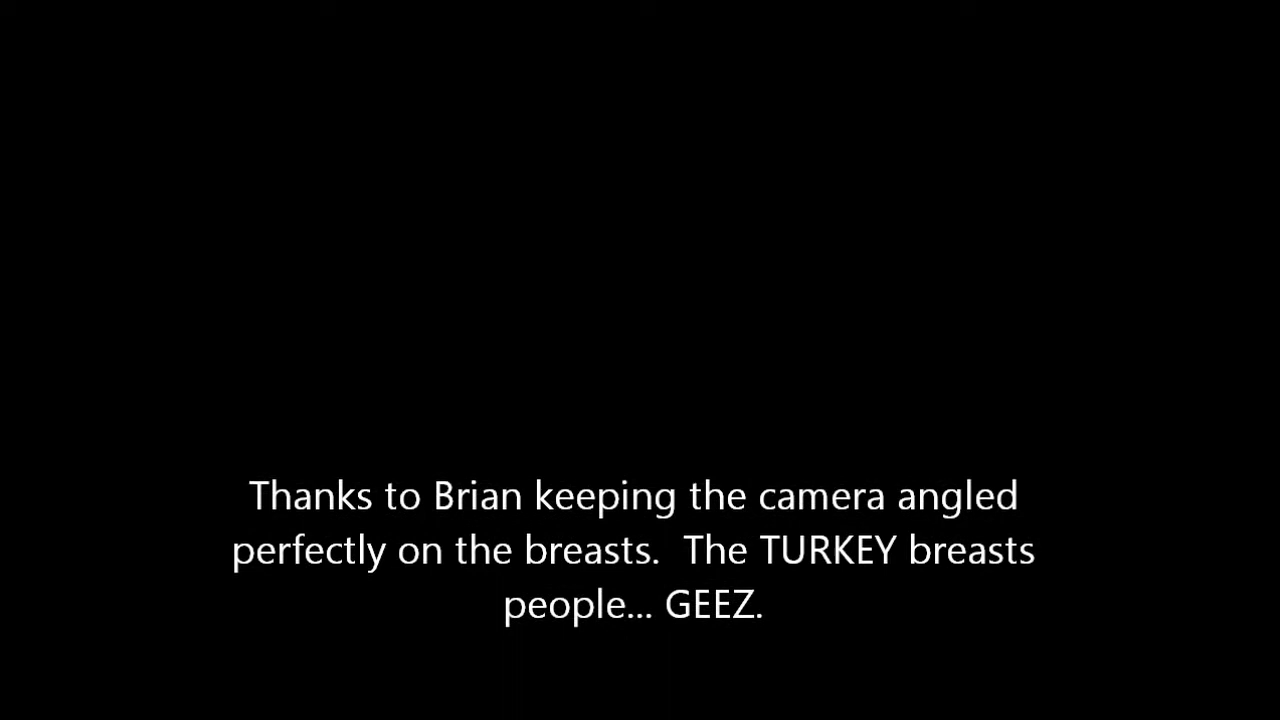 Thanks to Brian keeping the camera angled
perfectly on the breasts.  The TURKEY breasts
people... GEEZ.